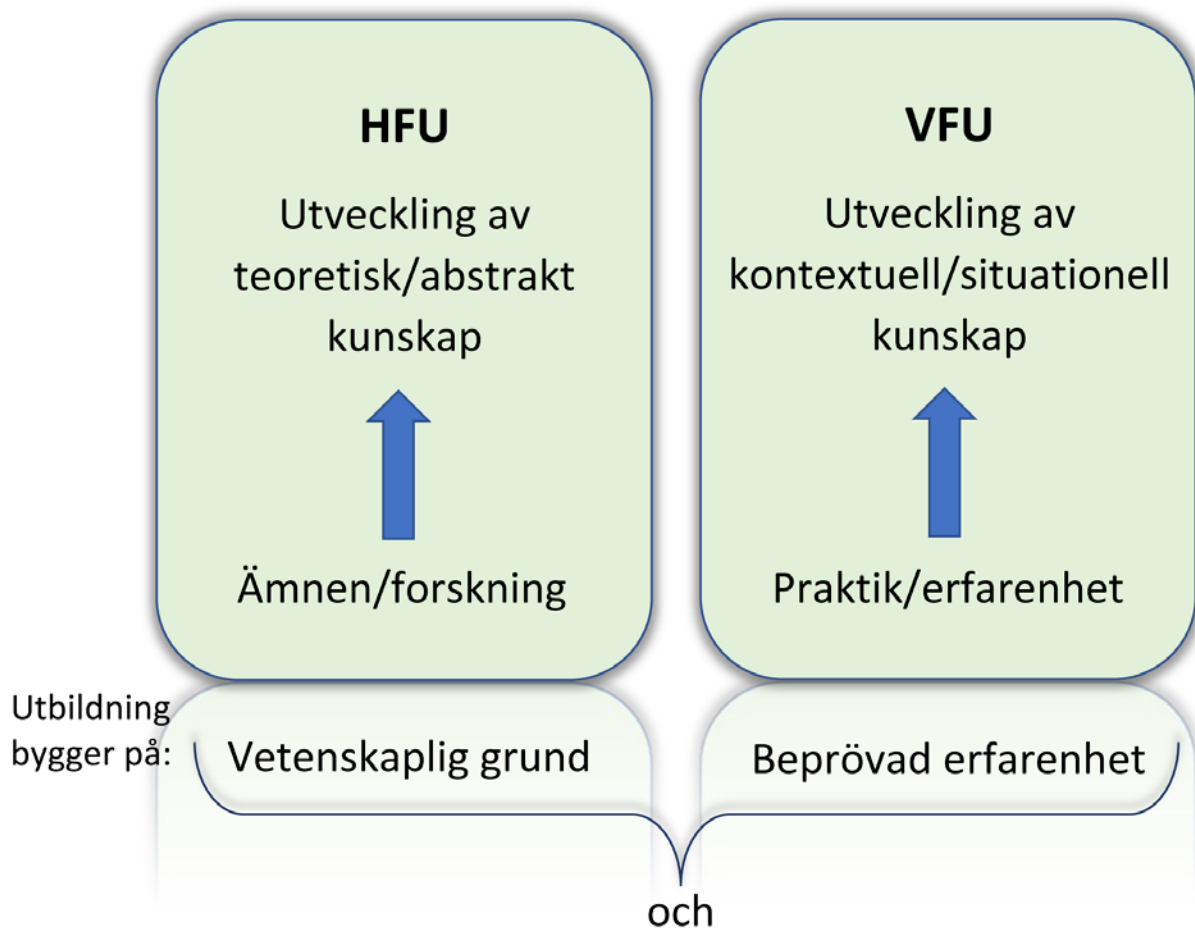 HFU
Utveckling av
teoretisk/abstrakt
kunskap
Ämnen/forskning
VFU
Utveckling av
kontextuell/situationell
kunskap
Praktik/erfarenhet
Utbildning
bygger på:
Vetenskaplig grund
Beprövad erfarenhet
och